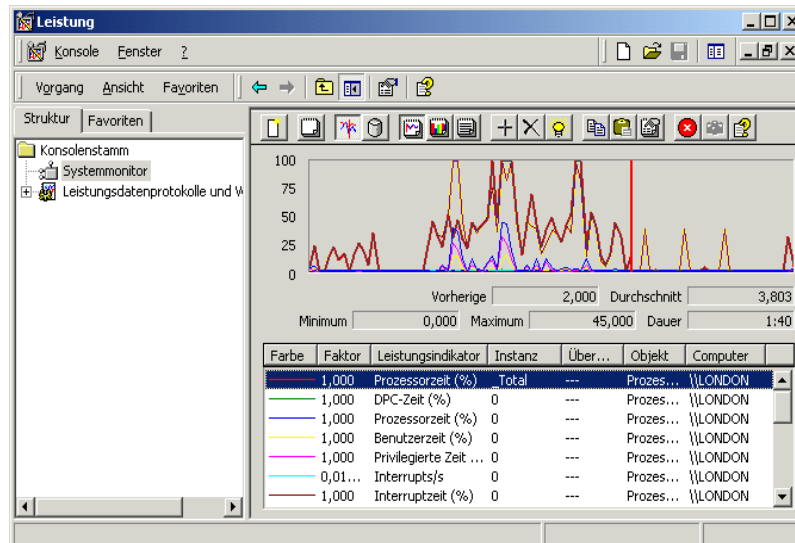 Leistung
Konsole Fenster ?
Vorgang Ansicht Favoriten
Struktur Favoriten
Konsolenstamm
Systemmonitor
Leistungsdatenprotokolle und W
100
75
50
25
0
Vorherige 2,000 Durchschnitt 3,803
Minimum 0,000 Maximum 45,000 Dauer 1:40
Farbe Faktor Leistungsindikator Instanz Über... Objekt Computer
1,000 Prozessorzeit (%) _Total --- Prozes... \\LONDON
1,000 DPC-Zeit (%) 0 --- Prozes... \\LONDON
1,000 Prozessorzeit (%) 0 --- Prozes... \\LONDON
1,000 Benutzerzeit (%) 0 --- Prozes... \\LONDON
1,000 Privilegierte Zeit ... 0 --- Prozes... \\LONDON
0,01... Interrupts/s 0 --- Prozes... \\LONDON
1,000 Interruptzeit (%) 0 --- Prozes... \\LONDON